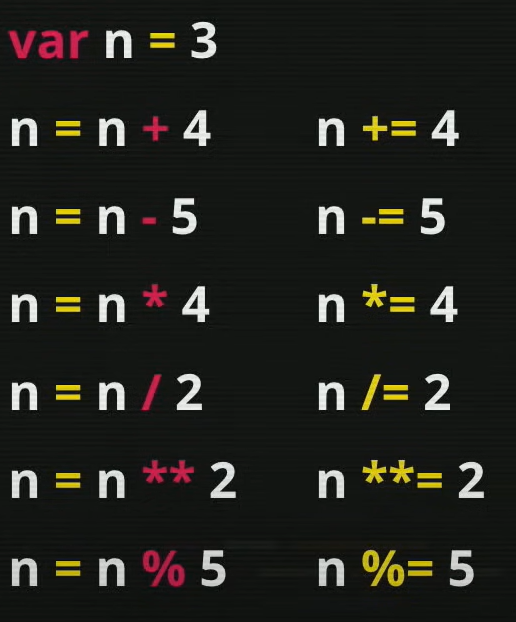 var n = 3
n = n + 4 n += 4
n = n - 5 n -= 5
n = n * 4 n *= 4
n = n / 2 n /= 2
n = n ** 2 n **= 2
n = n % 5 n %= 5